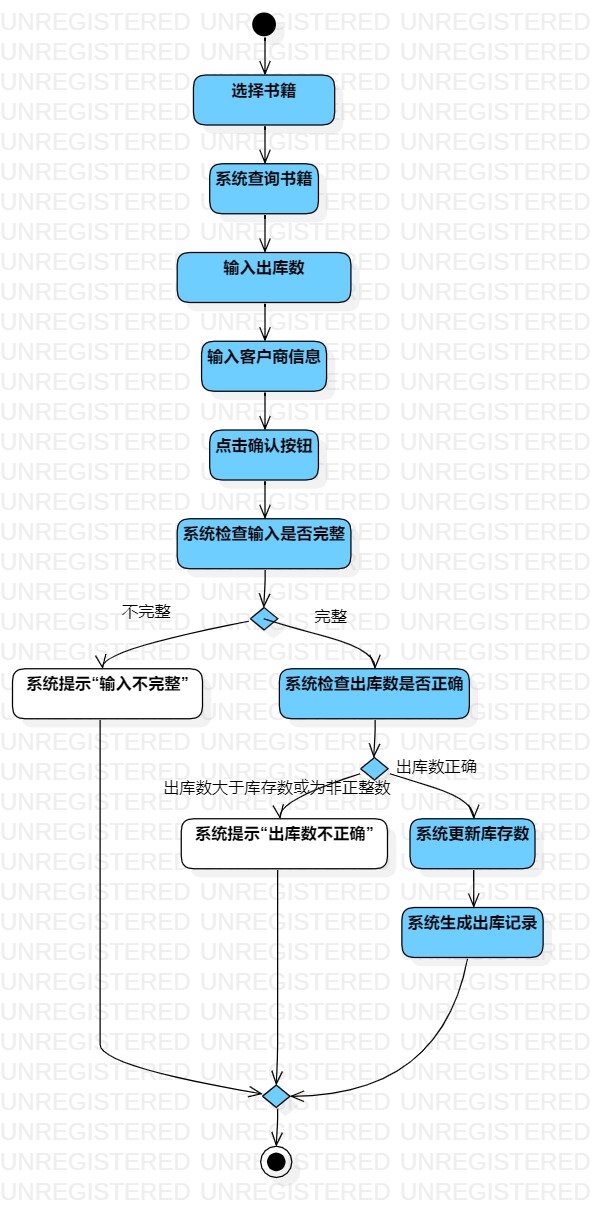 选择书籍
系统查询书籍
输入出库数
输入客户商信息
点击确认按钮
系统检查输入是否完整
不完整
完整
系统提示“输入不完整”
系统检查出库数是否正确
出库数正确
出库数大于库存数或为非正整数
系统提示“出库数不正确”
系统更新库存数
系统生成出库记录
UNREGISTERED